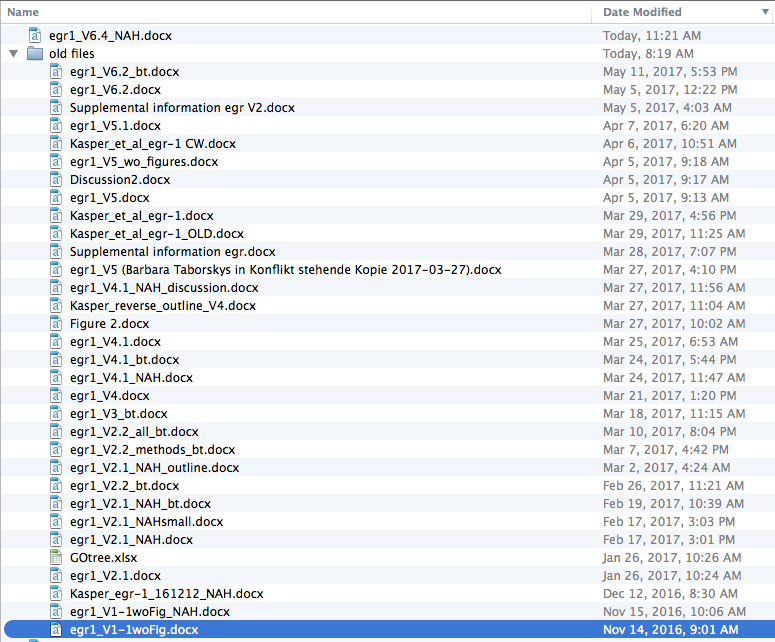 Name Date Modified
egr1_V6.4_NAH.docx Today, 11:21 AM
old files Today, 8:19 AM
egr1_V6.2_bt.docx May 11, 2017, 5:53 PM
egr1_V6.2.docx May 5, 2017, 12:22 PM
Supplemental information egr V2.docx May 5, 2017, 4:03 AM
egr1_V5.1.docx Apr 7, 2017, 6:20 AM
Kasper_et_al_egr-1 CW.docx Apr 6, 2017, 10:51 AM
egr1_V5_wo_figures.docx Apr 5, 2017, 9:18 AM
Discussion2.docx Apr 5, 2017, 9:17 AM
egr1_V5.docx Apr 5, 2017, 9:13 AM
Kasper_et_al_egr-1.docx Mar 29, 2017, 4:56 PM
Kasper_et_al_egr-1_OLD.docx Mar 29, 2017, 11:25 AM
Supplemental information egr.docx Mar 28, 2017, 7:07 PM
egr1_V5 (Barbara Taborskys in Konflikt stehende Kopie 2017-03-27).docx Mar 27, 2017, 4:10 PM
egr1_V4.1_NAH_discussion.docx Mar 27, 2017, 11:56 AM
Kasper_reverse_outline_V4.docx Mar 27, 2017, 11:04 AM
Figure 2.docx Mar 27, 2017, 10:02 AM
egr1_V4.1.docx Mar 25, 2017, 6:53 AM
egr1_V4.1_bt.docx Mar 24, 2017, 5:44 PM
egr1_V4.1_NAH.docx Mar 24, 2017, 11:47 AM
egr1_V4.docx Mar 21, 2017, 1:20 PM
egr1_V3_bt.docx Mar 18, 2017, 11:15 AM
egr1_V2.2_all_bt.docx Mar 10, 2017, 8:04 PM
egr1_V2.2_methods_bt.docx Mar 7, 2017, 4:42 PM
egr1_V2.1_NAH_outline.docx Mar 2, 2017, 4:24 AM
egr1_V2.2_bt.docx Feb 26, 2017, 11:21 AM
egr1_V2.1_NAH_bt.docx Feb 19, 2017, 10:39 AM
egr1_V2.1_NAHsmall.docx Feb 17, 2017, 3:03 PM
egr1_V2.1_NAH.docx Feb 17, 2017, 3:01 PM
GOtree.xlsx Jan 26, 2017, 10:26 AM
egr1_V2.1.docx Jan 26, 2017, 10:24 AM
Kasper_egr-1_161212_NAH.docx Dec 12, 2016, 8:30 AM
egr1_V1-1woFig_NAH.docx Nov 15, 2016, 10:06 AM
egr1_V1-1woFig.docx Nov 14, 2016, 9:01 AM